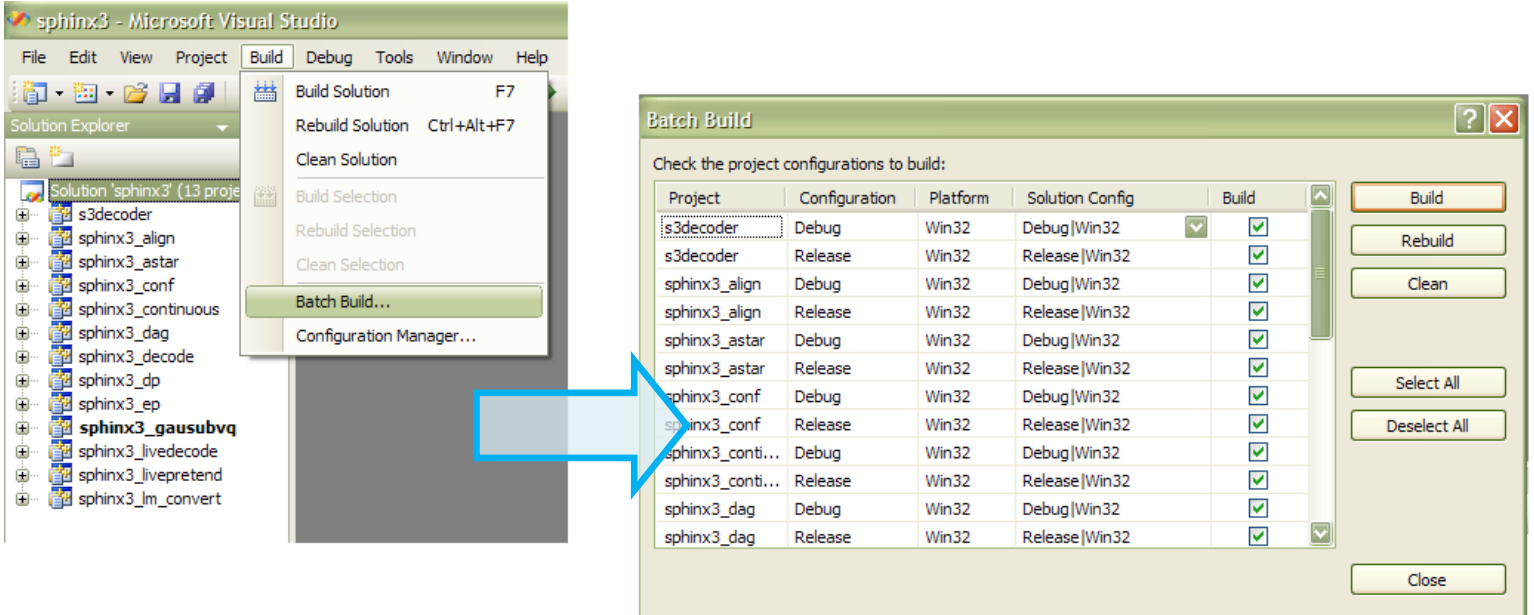 sphinx3 - Microsoft Visual Studio
File Edit View Project Build Debug Tools Window Help
Build Solution F7
Rebuild Solution Ctrl+Alt+F7
Clean Solution
Build Selection
Rebuild Selection
Clean Selection
Batch Build...
Configuration Manager...
Solution Explorer
Solution 'sphinx3' (13 proje
s3decoder
sphinx3_align
sphinx3_astar
sphinx3_conf
sphinx3_continuous
sphinx3_dag
sphinx3_decode
sphinx3_dp
sphinx3_ep
sphinx3_gausubvq
sphinx3_livedecode
sphinx3_livepretend
sphinx3_lm_convert
Batch Build
Check the project configurations to build:
Project Configuration Platform Solution Config Build
s3decoder Debug Win32 Debug|Win32
s3decoder Release Win32 Release|Win32
sphinx3_align Debug Win32 Debug|Win32
sphinx3_align Release Win32 Release|Win32
sphinx3_astar Debug Win32 Debug|Win32
sphinx3_astar Release Win32 Release|Win32
sphinx3_conf Debug Win32 Debug|Win32
sphinx3_conf Release Win32 Release|Win32
sphinx3_conti... Debug Win32 Debug|Win32
sphinx3_conti... Release Win32 Release|Win32
sphinx3_dag Debug Win32 Debug|Win32
sphinx3_dag Release Win32 Release|Win32
Build
Rebuild
Clean
Select All
Deselect All
Close